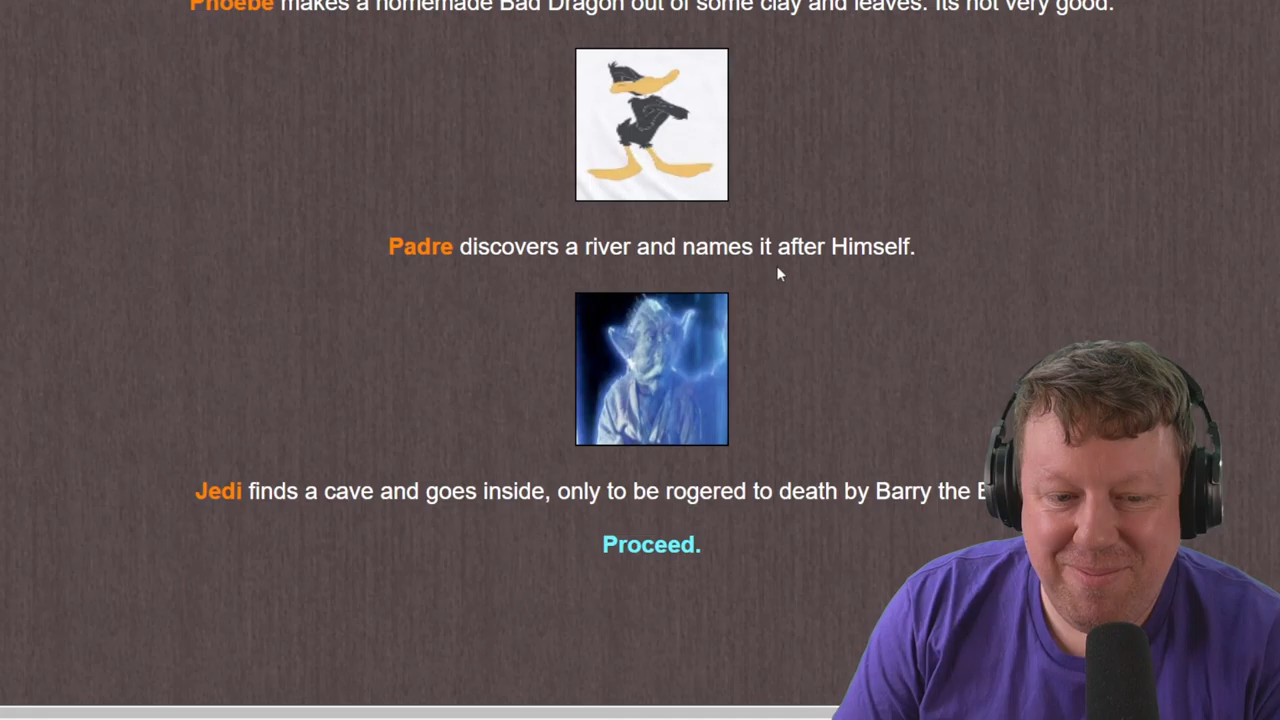 Phoebe makes a homemade Bad Dragon out of some clay and leaves. Its not very good.
Padre discovers a river and names it after Himself.
Jedi finds a cave and goes inside, only to be rogered to death by Barry the
Proceed.